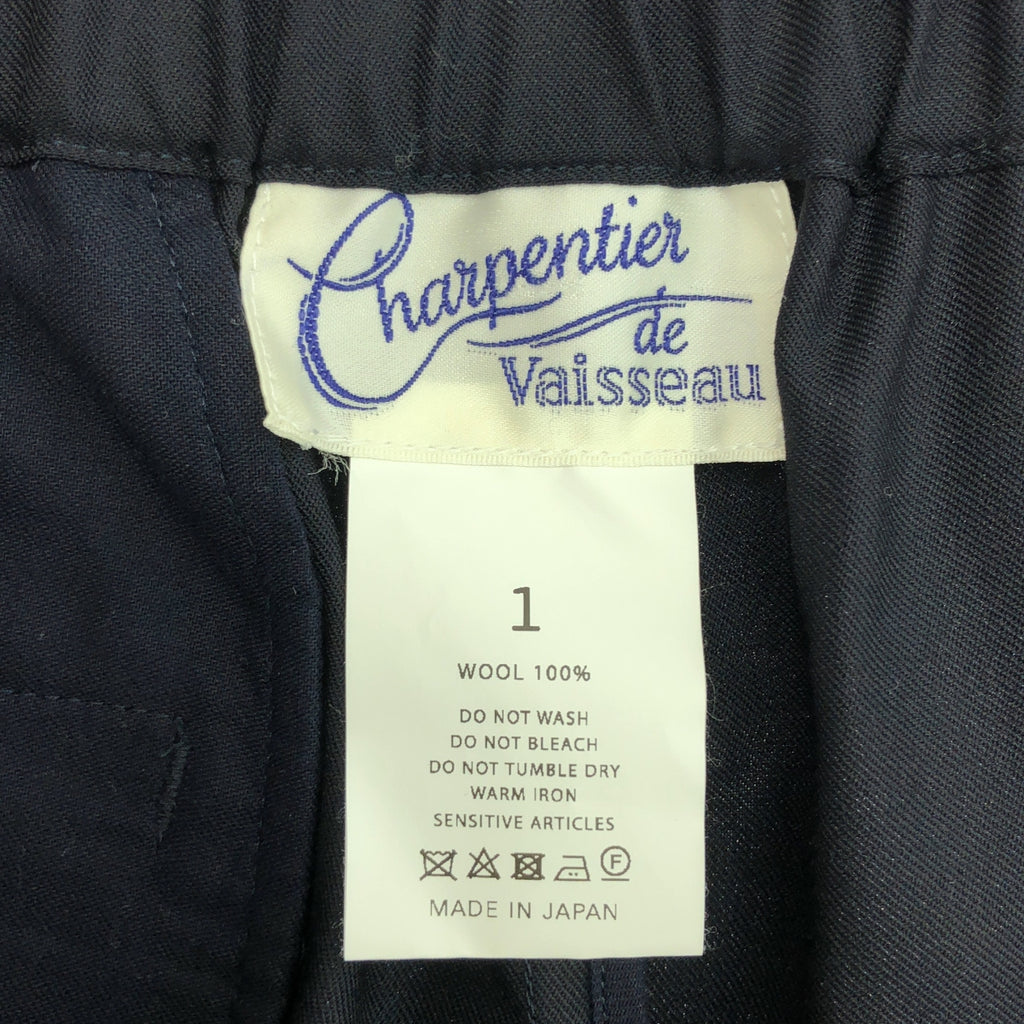 Charpentier
de
Vaisseau
1
WOOL 100%
DO NOT WASH
DO NOT BLEACH
DO NOT TUMBLE DRY
WARM IRON
SENSITIVE ARTICLES
F
MADE IN JAPAN